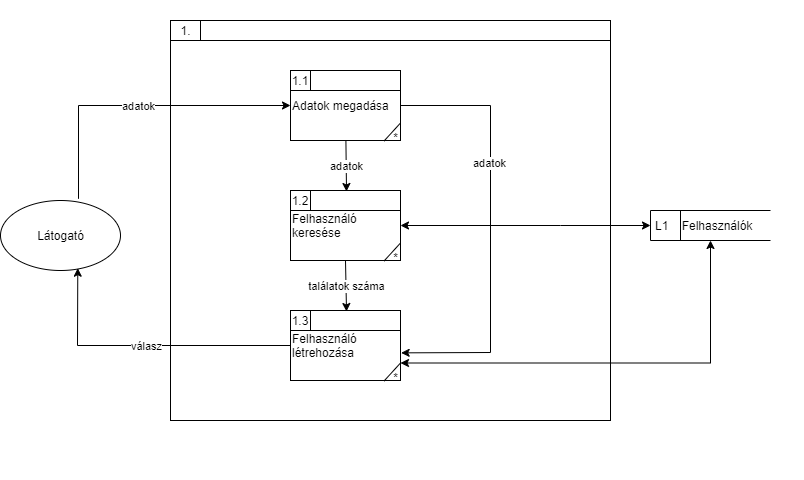 1.
1.1
Adatok megadása
*
adatok
adatok
adatok
1.2
Felhasználó
keresése
*
L1
Felhasználók
Látogató
találatok száma
1.3
Felhasználó
létrehozása
*
válasz